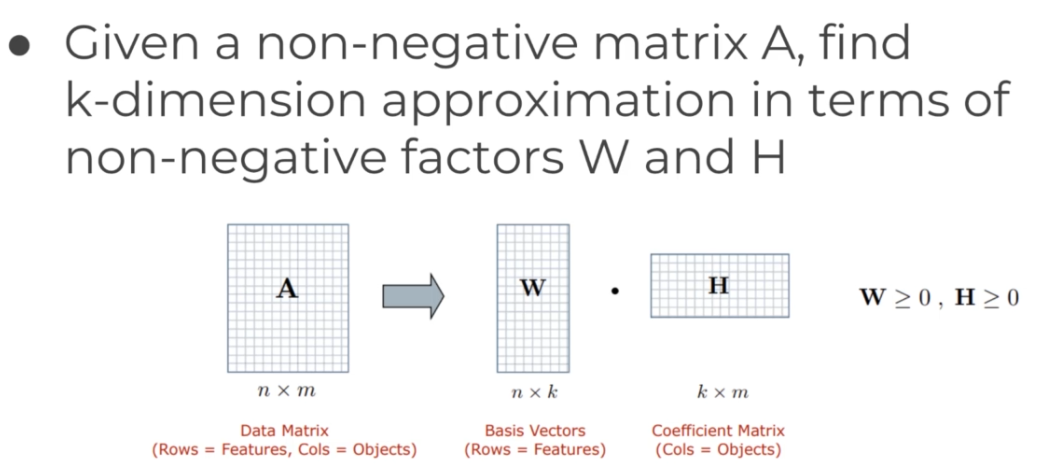 ● Given a non-negative matrix A, find
k-dimension approximation in terms of
non-negative factors W and H
A
W
·
H
W ≥ 0 , H ≥ 0
n × m
n × k
k × m
Data Matrix
(Rows = Features, Cols = Objects)
Basis Vectors
(Rows = Features)
Coefficient Matrix
(Cols = Objects)